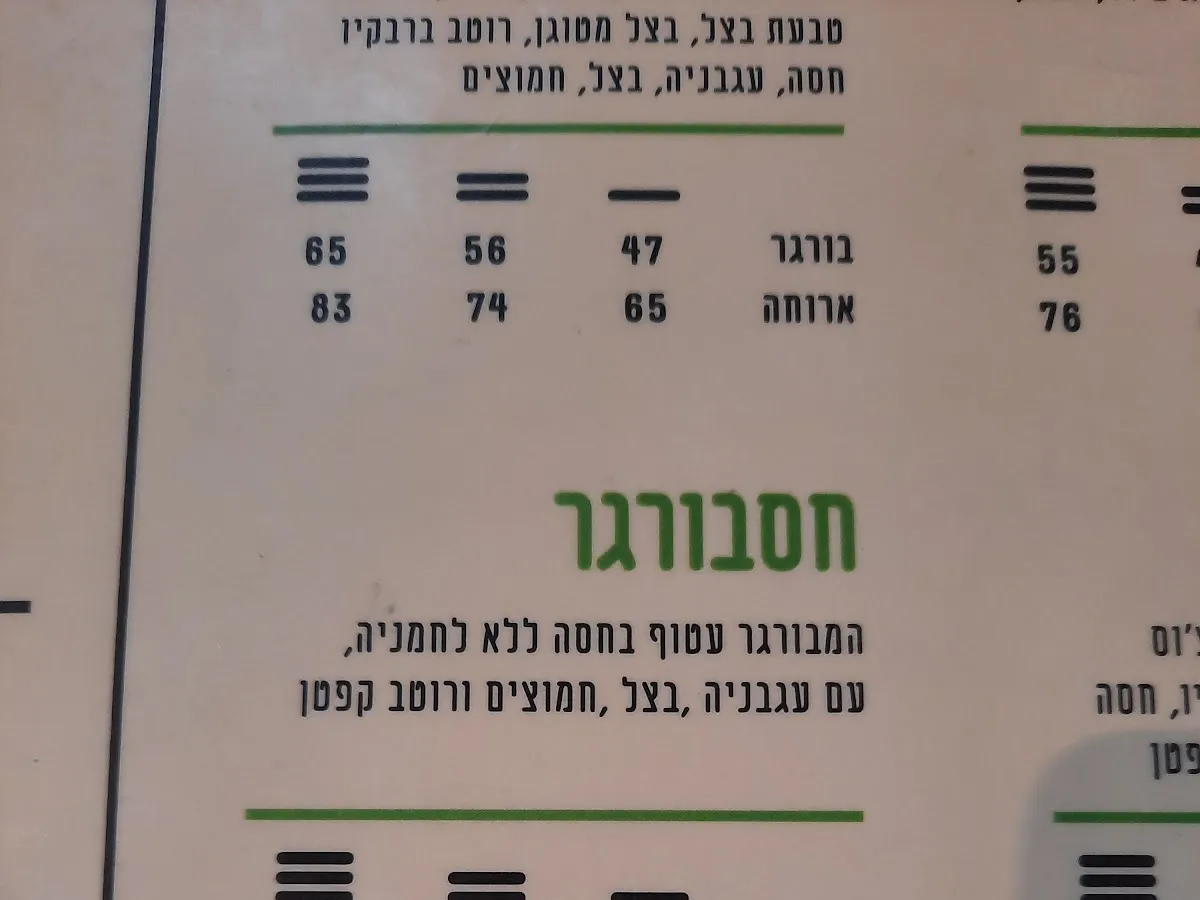 טבעת בצל, בצל מטוגן, רוטב ברבקיו
חסה, עגבניה, בצל, חמוצים
בורגר 47 56 65
ארוחה 65 74 83
55
76
חסבורגר
המבורגר עטוף בחסה ללא לחמניה,
עם עגבניה ,בצל ,חמוצים ורוטב קפטן
חסה